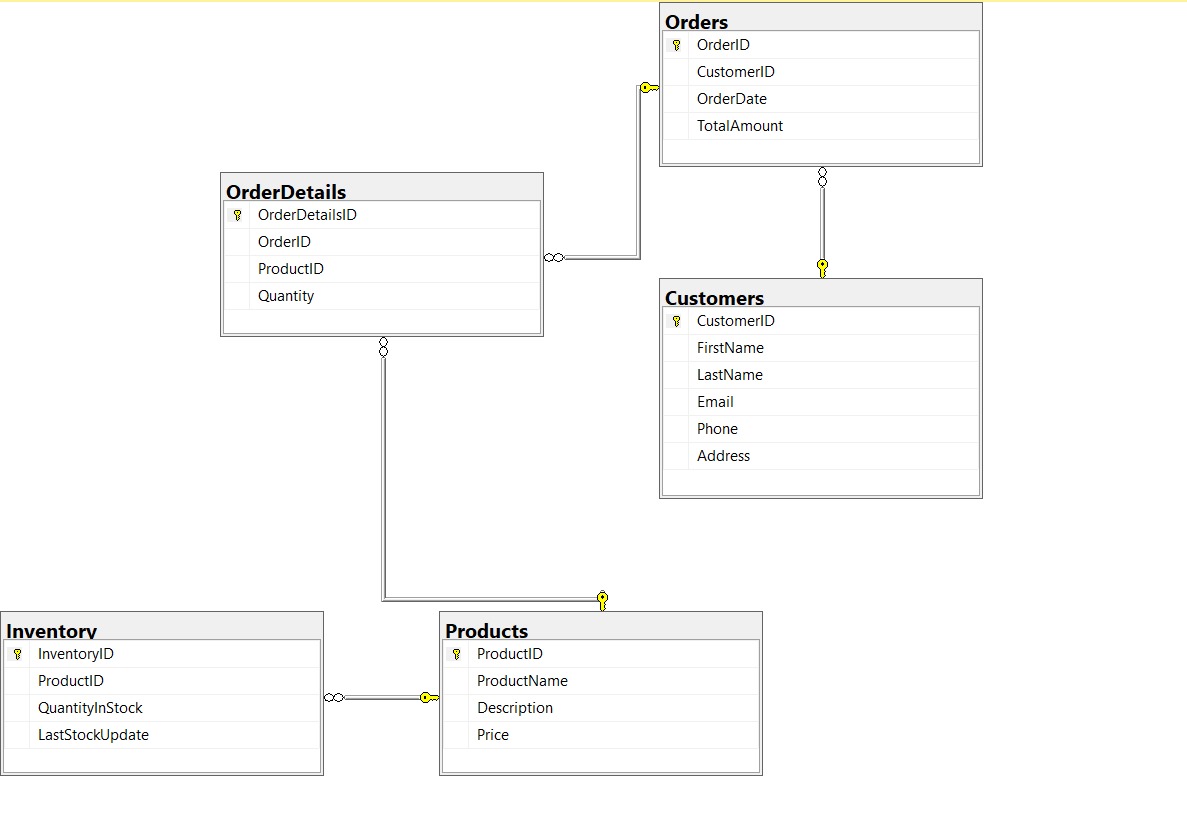 Orders
OrderID
CustomerID
OrderDate
TotalAmount
OrderDetails
OrderDetailsID
OrderID
ProductID
Quantity
Customers
CustomerID
FirstName
LastName
Email
Phone
Address
Inventory
InventoryID
ProductID
QuantityInStock
LastStockUpdate
Products
ProductID
ProductName
Description
Price